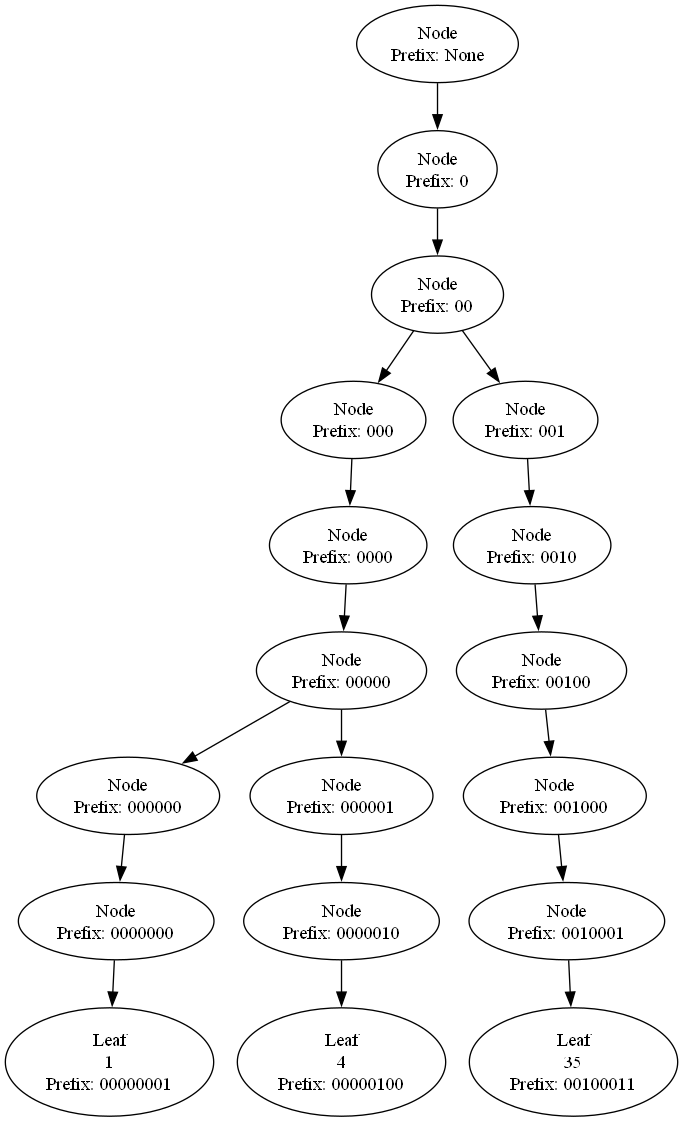 Node
Prefix: None
Node
Prefix: 0
Node
Prefix: 00
Node
Prefix: 000
Node
Prefix: 001
Node
Prefix: 0000
Node
Prefix: 0010
Node
Prefix: 00000
Node
Prefix: 00100
Node
Prefix: 000000
Node
Prefix: 000001
Node
Prefix: 001000
Node
Prefix: 0000000
Node
Prefix: 0000010
Node
Prefix: 0010001
Leaf
1
Prefix: 00000001
Leaf
4
Prefix: 00000100
Leaf
35
Prefix: 00100011